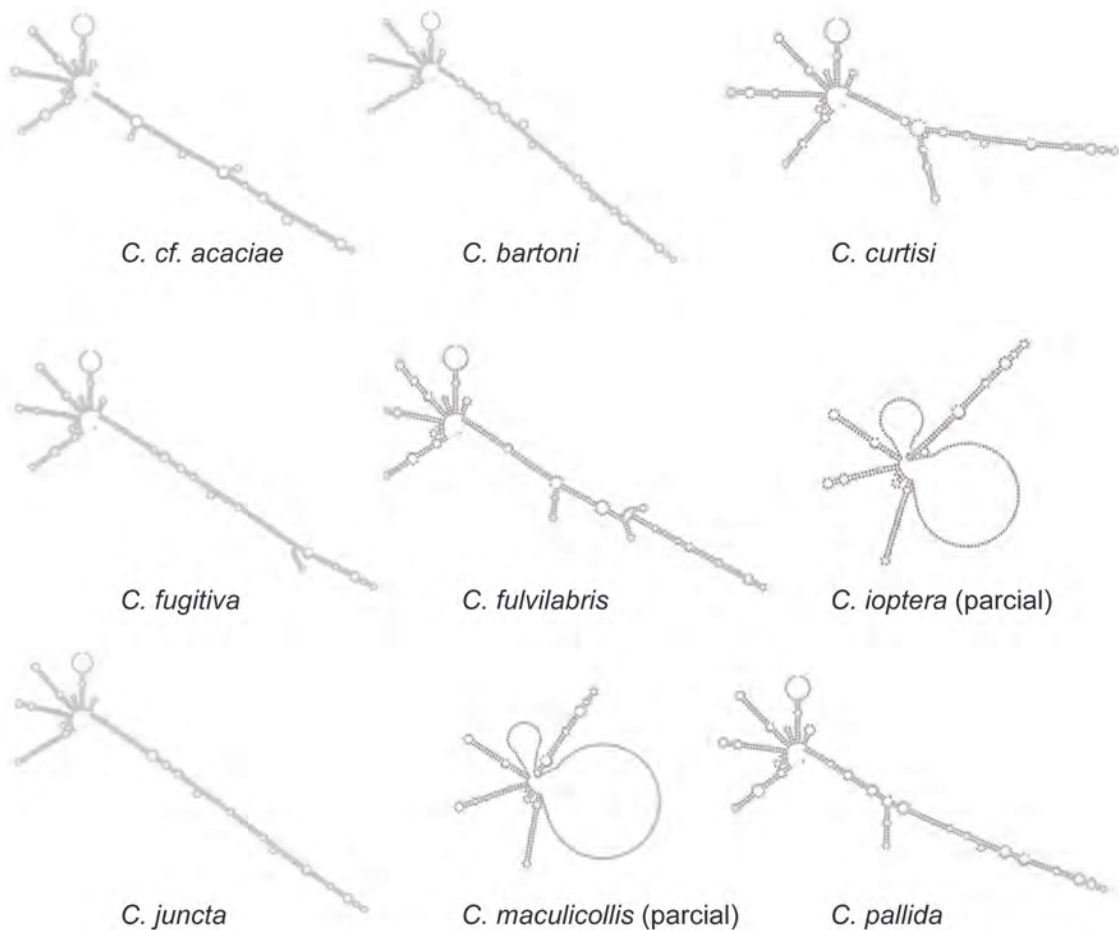 C. cf. acaciae
C. bartoni
C. curtisi
C. fugitiva
C. fulvilabris
C. ioptera (parcial)
C. juncta
C. maculicollis (parcial)
C. pallida